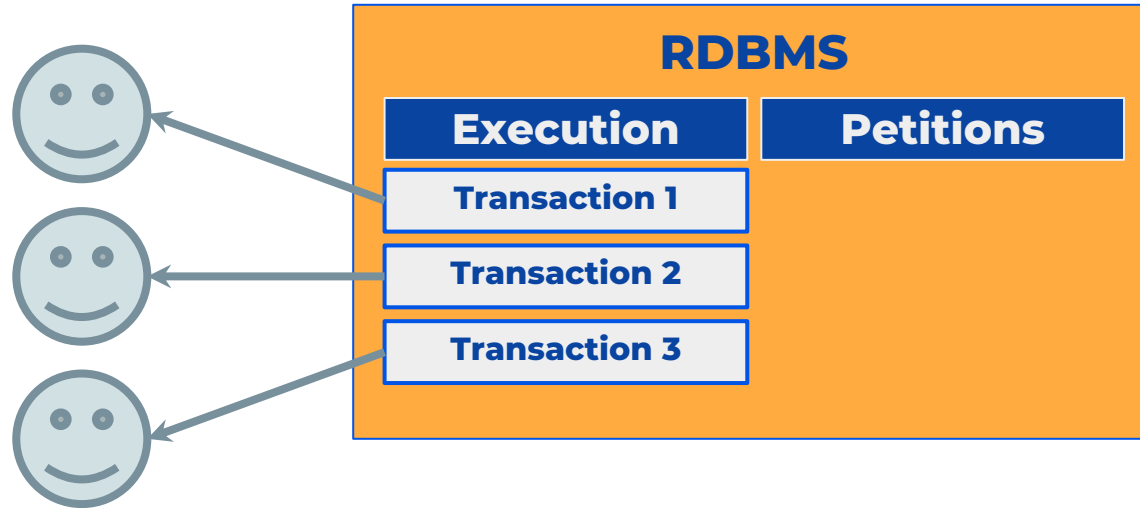 RDBMS
Execution
Petitions
Transaction 1
Transaction 2
Transaction 3